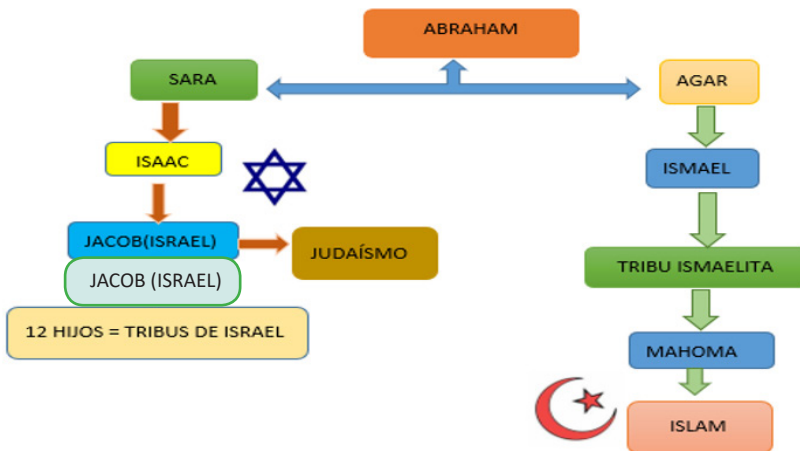 ABRAHAM
SARA
AGAR
ISAAC
ISMAEL
JACOB(ISRAEL)
JUDAÍSMO
JACOB (ISRAEL)
TRIBU ISMAELITA
12 HIJOS = TRIBUS DE ISRAEL
MAHOMA
ISLAM